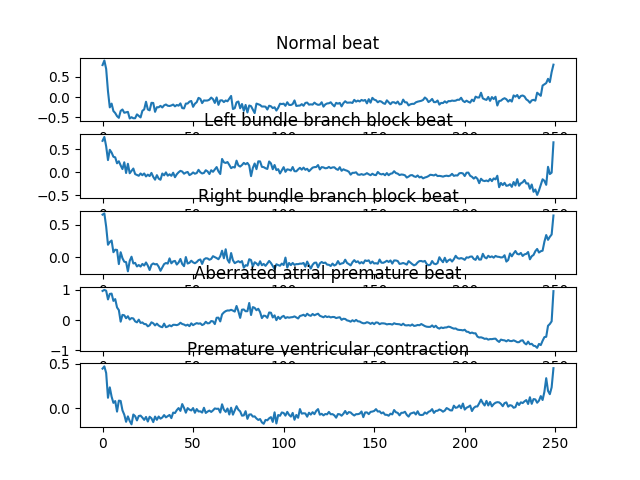 Normal beat
0.5
0.0
−0.5
Left bundle branch block beat
0.5
0.0
−0.5
Right bundle branch block beat
0.5
0.0
Aberrated atrial premature beat
1
0
−1
Premature ventricular contraction
0.5
0.0
0 50 100 150 200 250